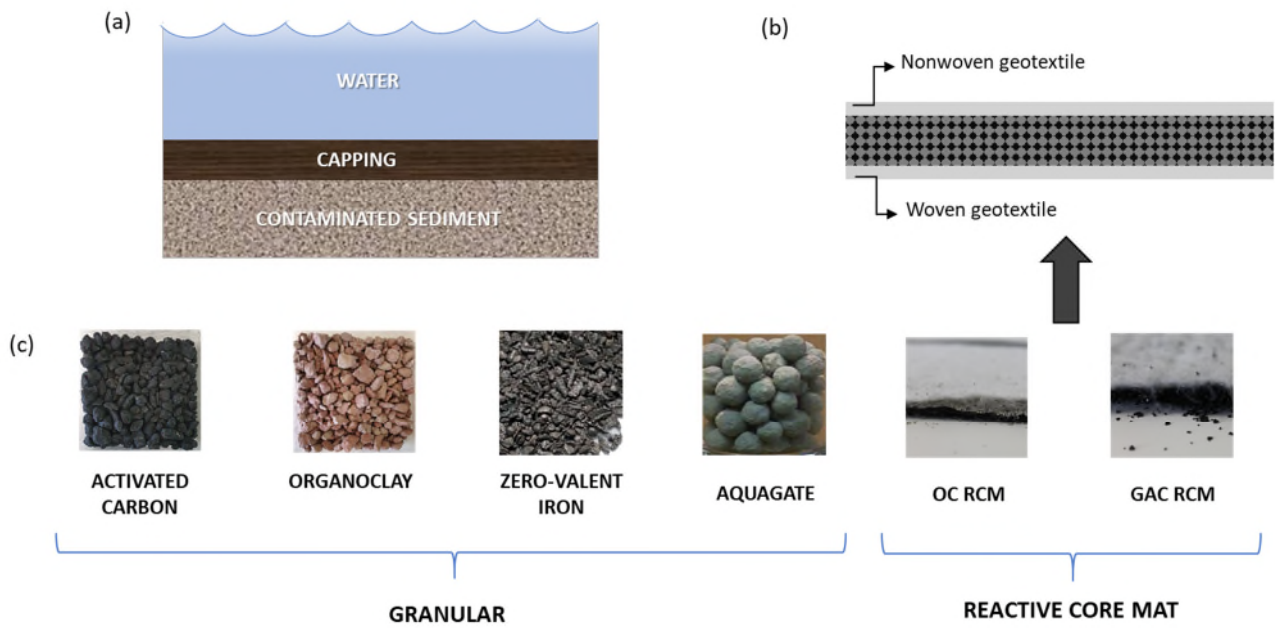 (a)
WATER
CAPPING
CONTAMINATED SEDIMENT
(b)
Nonwoven geotextile
Woven geotextile
(c)
ACTIVATED
CARBON
ORGANOCLAY
ZERO-VALENT
IRON
AQUAGATE
OC RCM
GAC RCM
GRANULAR
REACTIVE CORE MAT